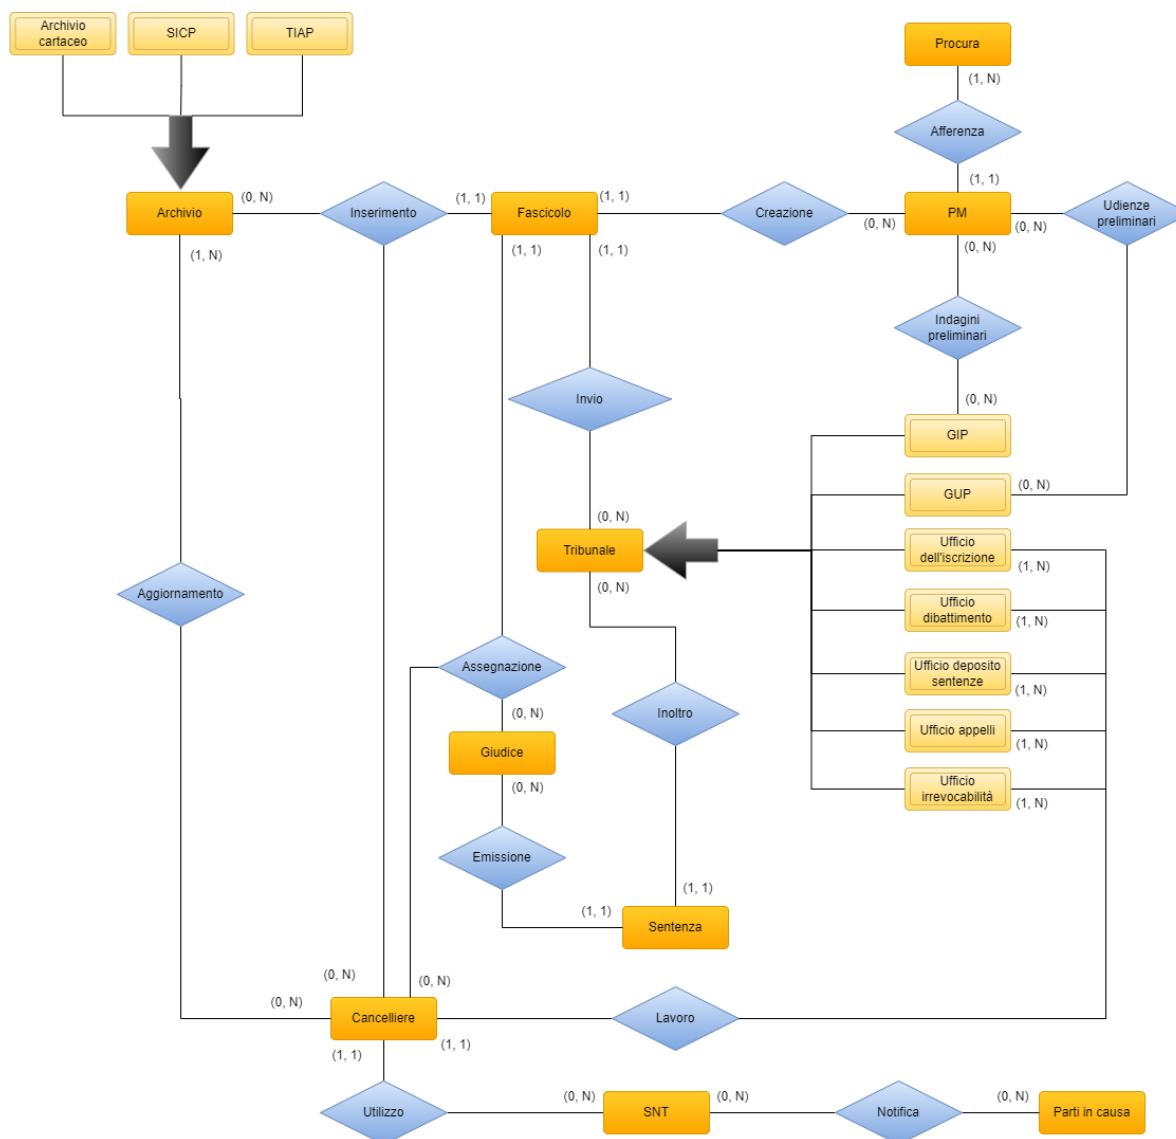 Archivio
cartaceo
SICP
TIAP
Procura
(1, N)
Afferenza
(1, 1)
(0, N)
(1, 1)
(1, 1)
Archivio
Inserimento
Fascicolo
Creazione
PM
Udienze
preliminari
(0, N)
(0, N)
(1, N)
(1, 1)
(1, 1)
(0, N)
Indagini
preliminari
Invio
(0, N)
GIP
GUP
(0, N)
(0, N)
Tribunale
Ufficio
dell'iscrizione
(1, N)
(0, N)
Aggiornamento
Ufficio
dibattimento
(1, N)
Assegnazione
Ufficio deposito
sentenze
(1, N)
(0, N)
Inoltro
Ufficio appelli
(1, N)
Giudice
(0, N)
Ufficio
irrevocabilità
(1, N)
Emissione
(1, 1)
(1, 1)
Sentenza
(0, N)
(0, N)
(0, N)
Cancelliere
Lavoro
(1, 1)
(1, 1)
Utilizzo
(0, N)
SNT
(0, N)
Notifica
(0, N)
Parti in causa